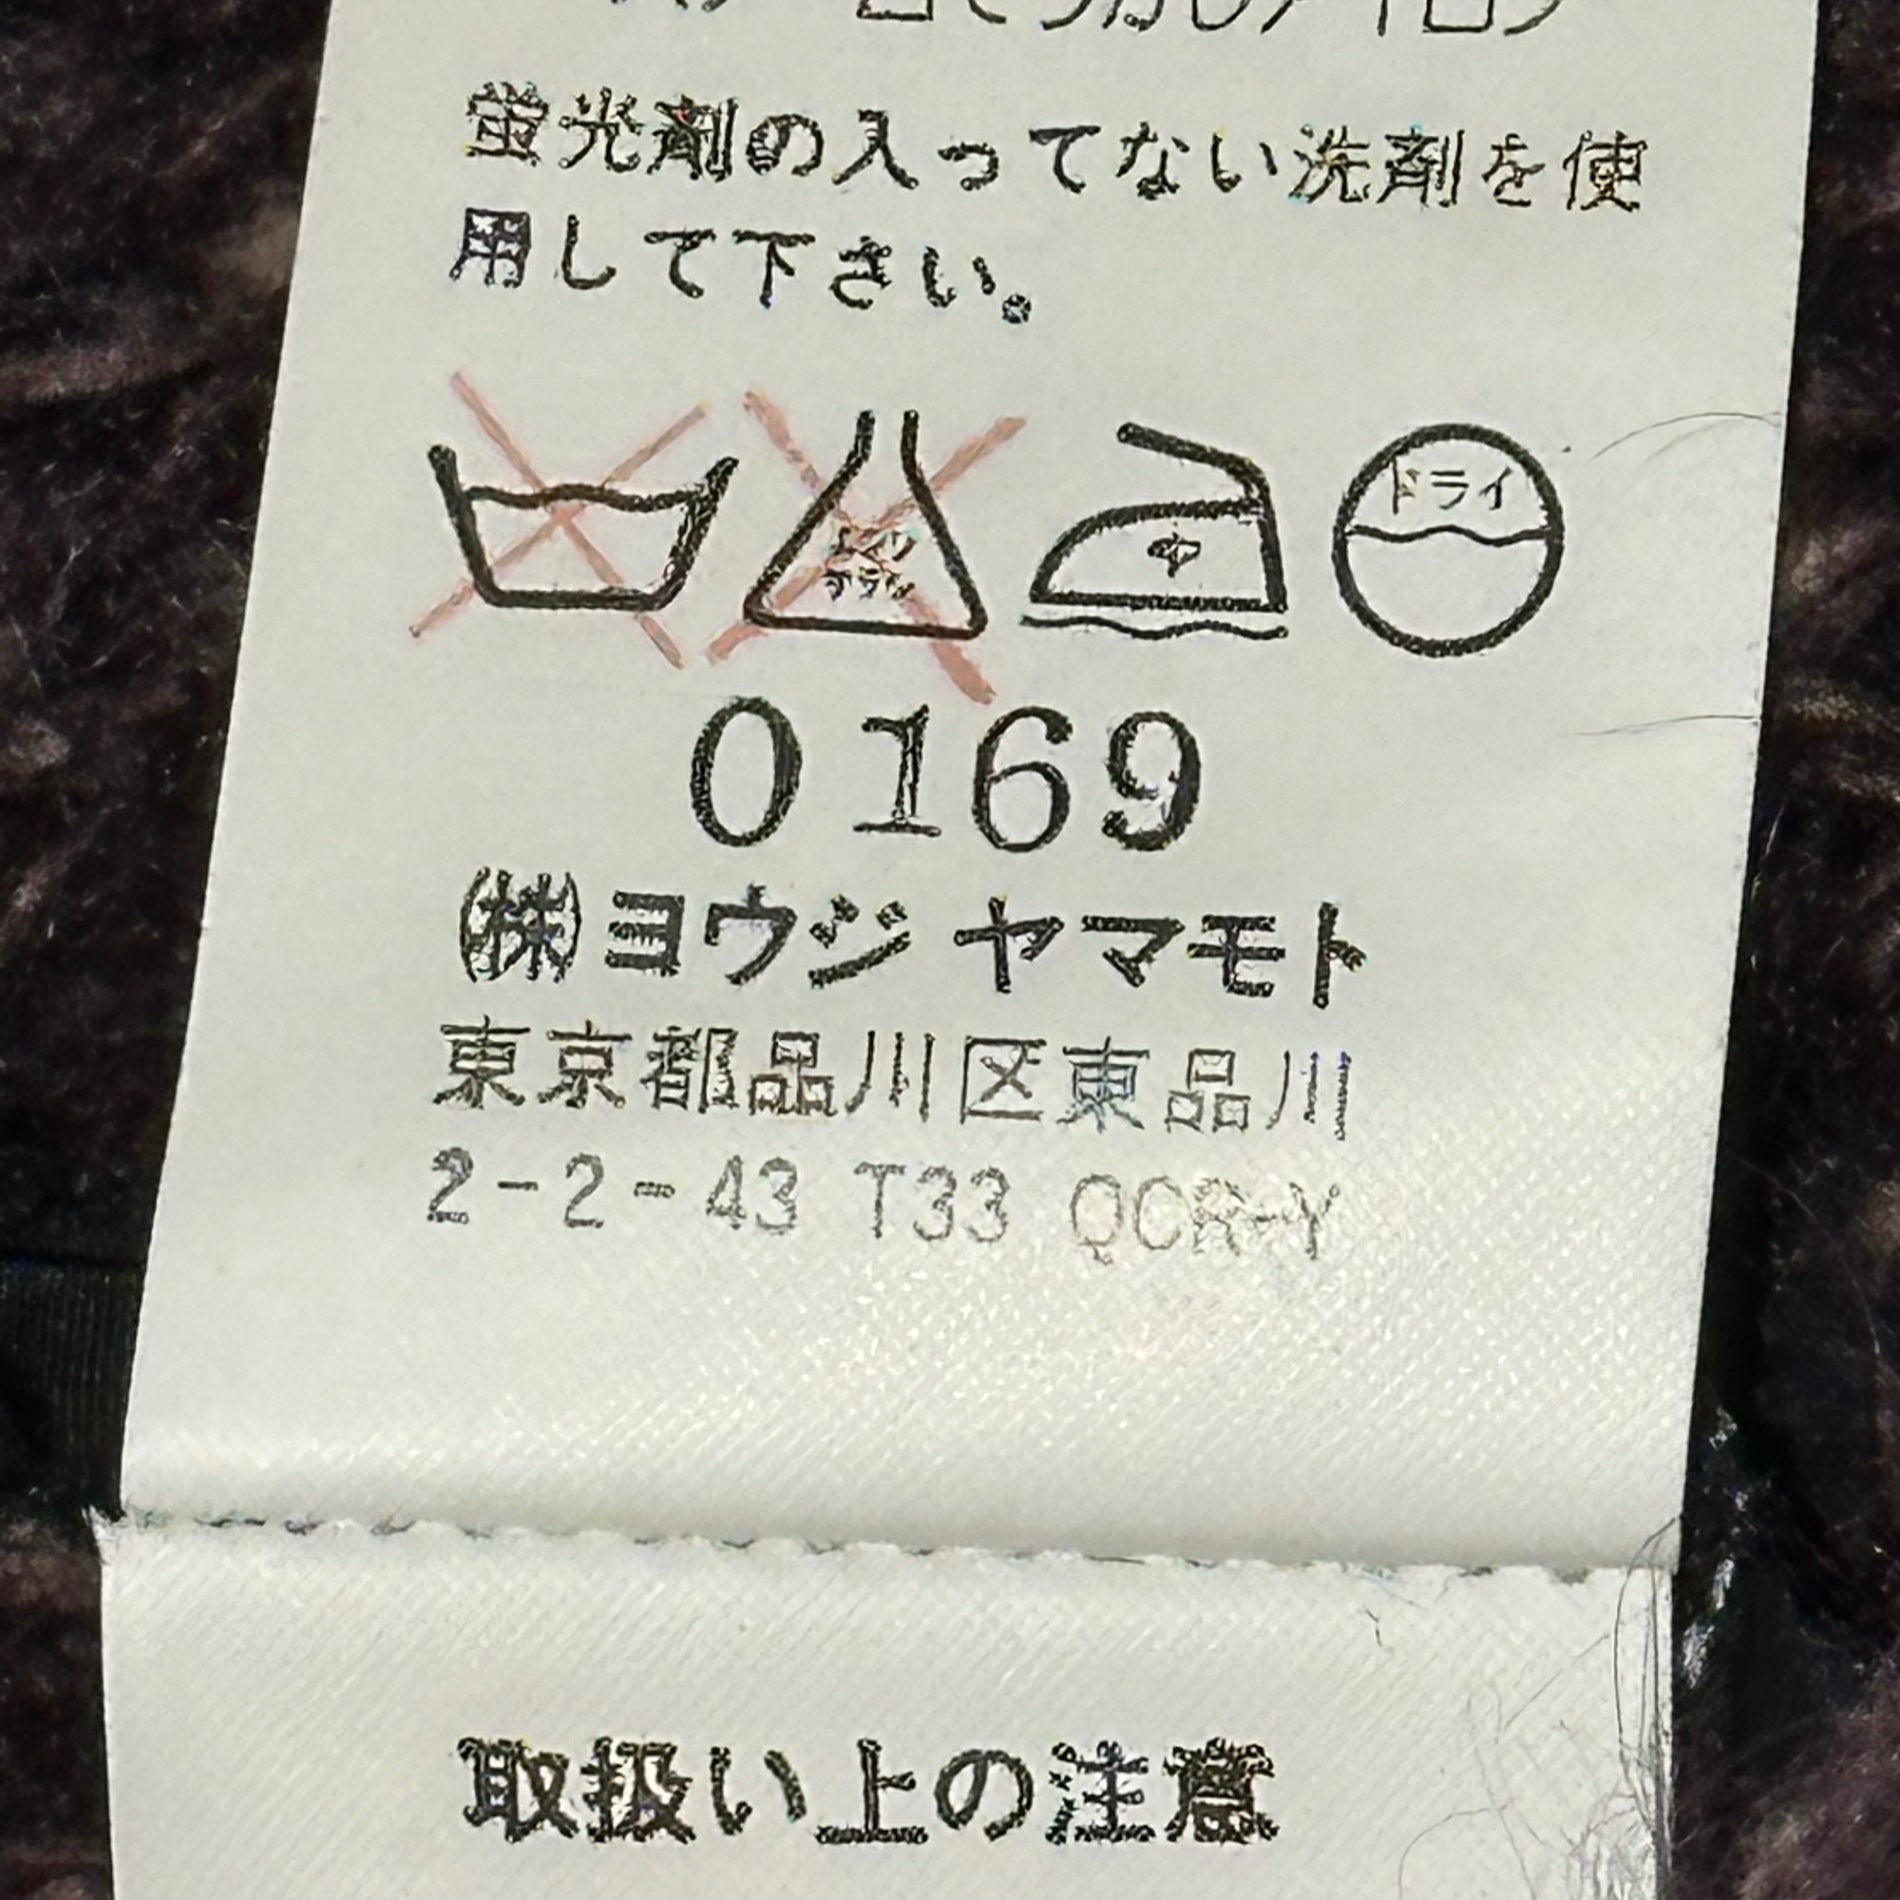 蛍光剤の入ってない洗剤を使
用して下さい。
中
ドライ
0169
㈱ヨウジ ヤマモト
東京都品川区東品川
2-2-43 T33
取扱い上の注意